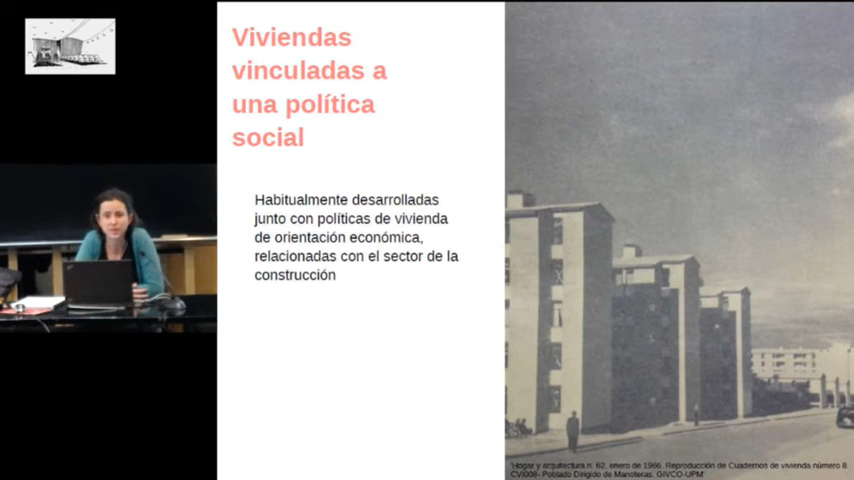 Viviendas
vinculadas a
una política
social
Habitualmente desarrolladas
junto con políticas de vivienda
de orientación económica,
relacionadas con el sector de la
construcción
'Hogar y arquitectura n. 62, enero de 1966. Reproducción de Cuadernos de vivienda número 8.
CVI008- Poblado Dirigido de Manoteras. GIVCO-UPM'